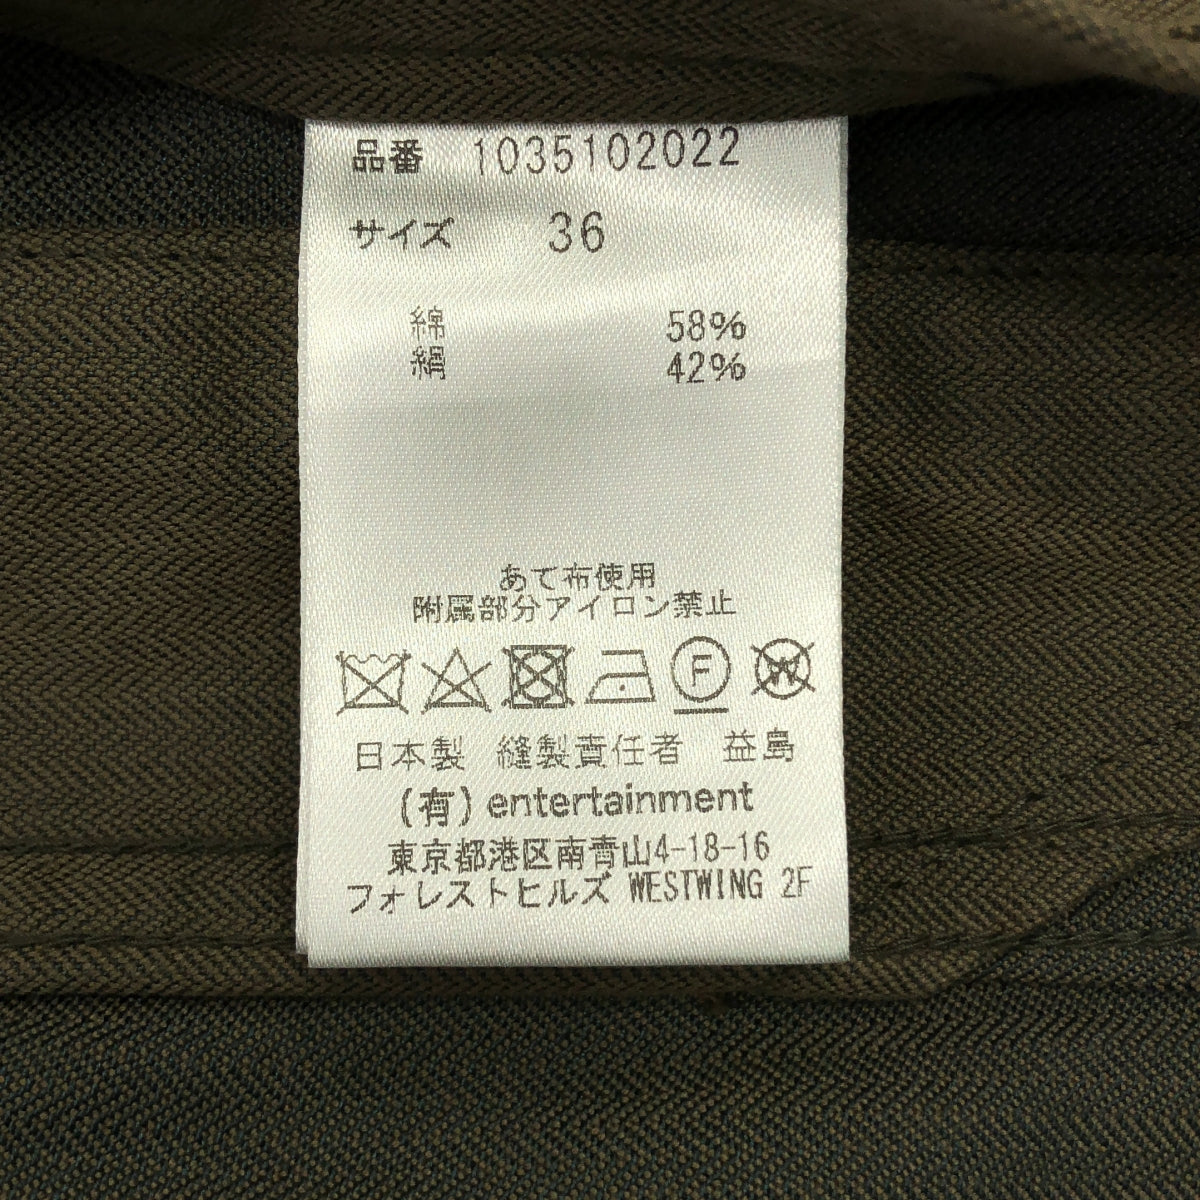 品番 1035102022
サイズ 36
綿 58%
絹 42%
あて布使用
附属部分アイロン禁止
F W
日本製 縫製責任者 益島
(有) entertainment
東京都港区南青山4-18-16
フォレストヒルズ WESTWING 2F